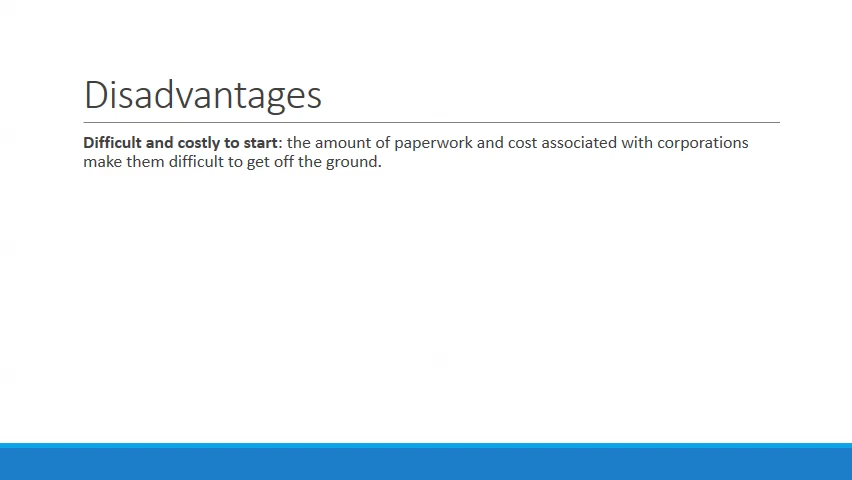 Disadvantages
Difficult and costly to start: the amount of paperwork and cost associated with corporations
make them difficult to get off the ground.